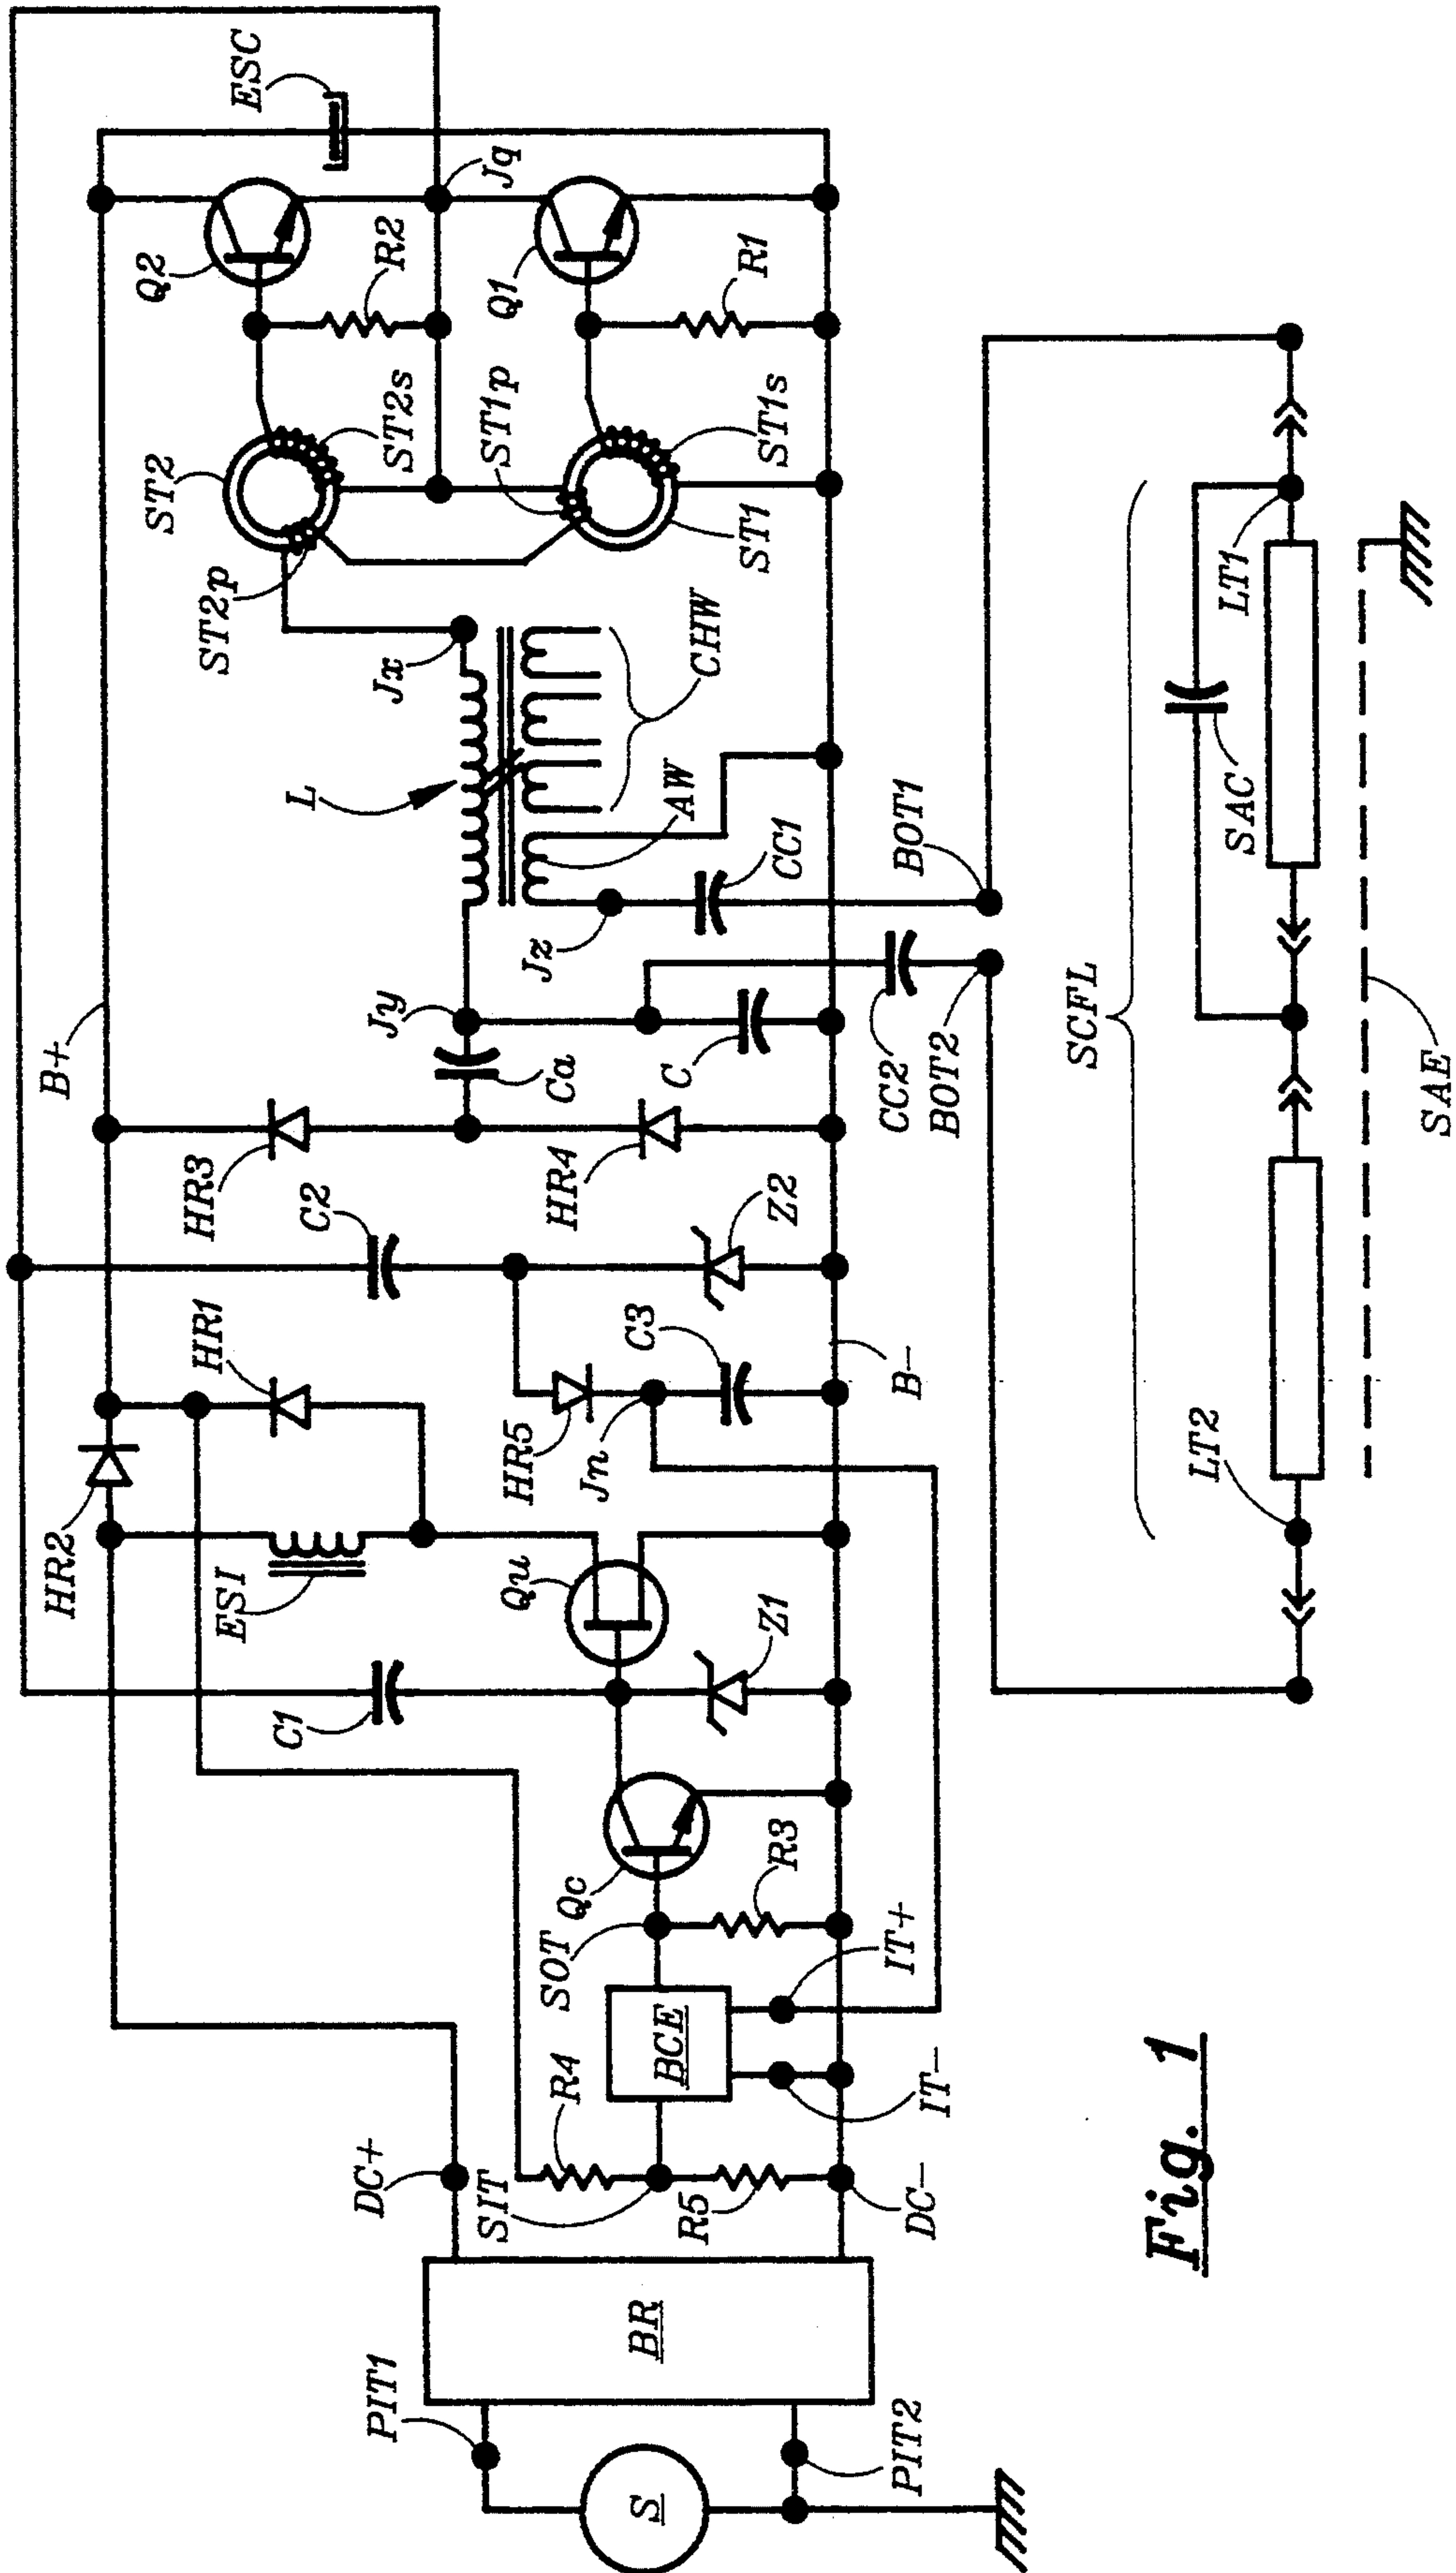 S
PIT1
PIT2
BR
DC+
DC−
SIT
R4
R5
BCE
IT−
IT+
SOT
R3
Qc
C1
Z1
Qu
ESI
HR2
HR1
HR5
Jn
C3
B−
C2
Z2
HR3
HR4
B+
Ca
C
Jy
CC2
BOT2
Jz
CC1
BOT1
L
AW
CHW
Jx
ST2p
ST2
ST2s
ST1p
ST1s
ST1
Q2
R2
Q1
R1
Jq
ESC
LT2
SCFL
SAC
LT1
SAE
Fig. 1